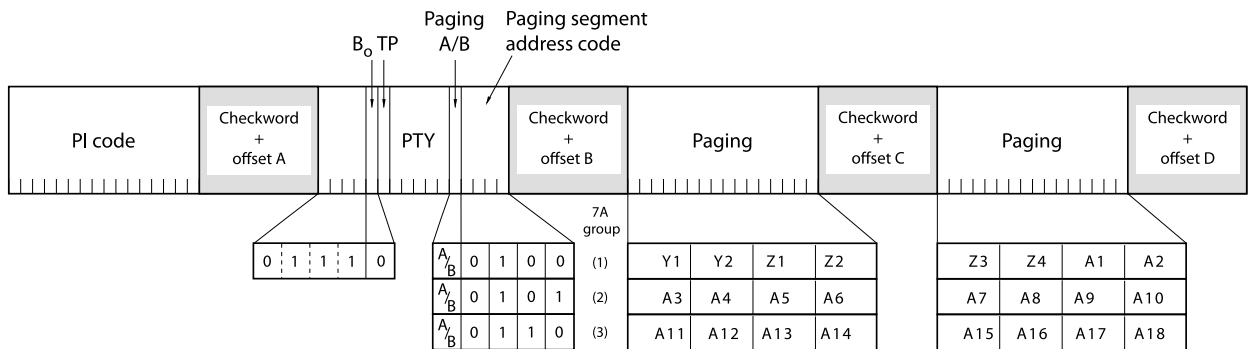 Paging
A/B
Paging segment
address code
B₀ TP
PI code
Checkword
+
offset A
PTY
Checkword
+
offset B
Paging
Checkword
+
offset C
Paging
Checkword
+
offset D
7A
group
0 1 1 1 0
A/B 0 1 0 0 (1) Y1 Y2 Z1 Z2 Z3 Z4 A1 A2
A/B 0 1 0 1 (2) A3 A4 A5 A6 A7 A8 A9 A10
A/B 0 1 1 0 (3) A11 A12 A13 A14 A15 A16 A17 A18